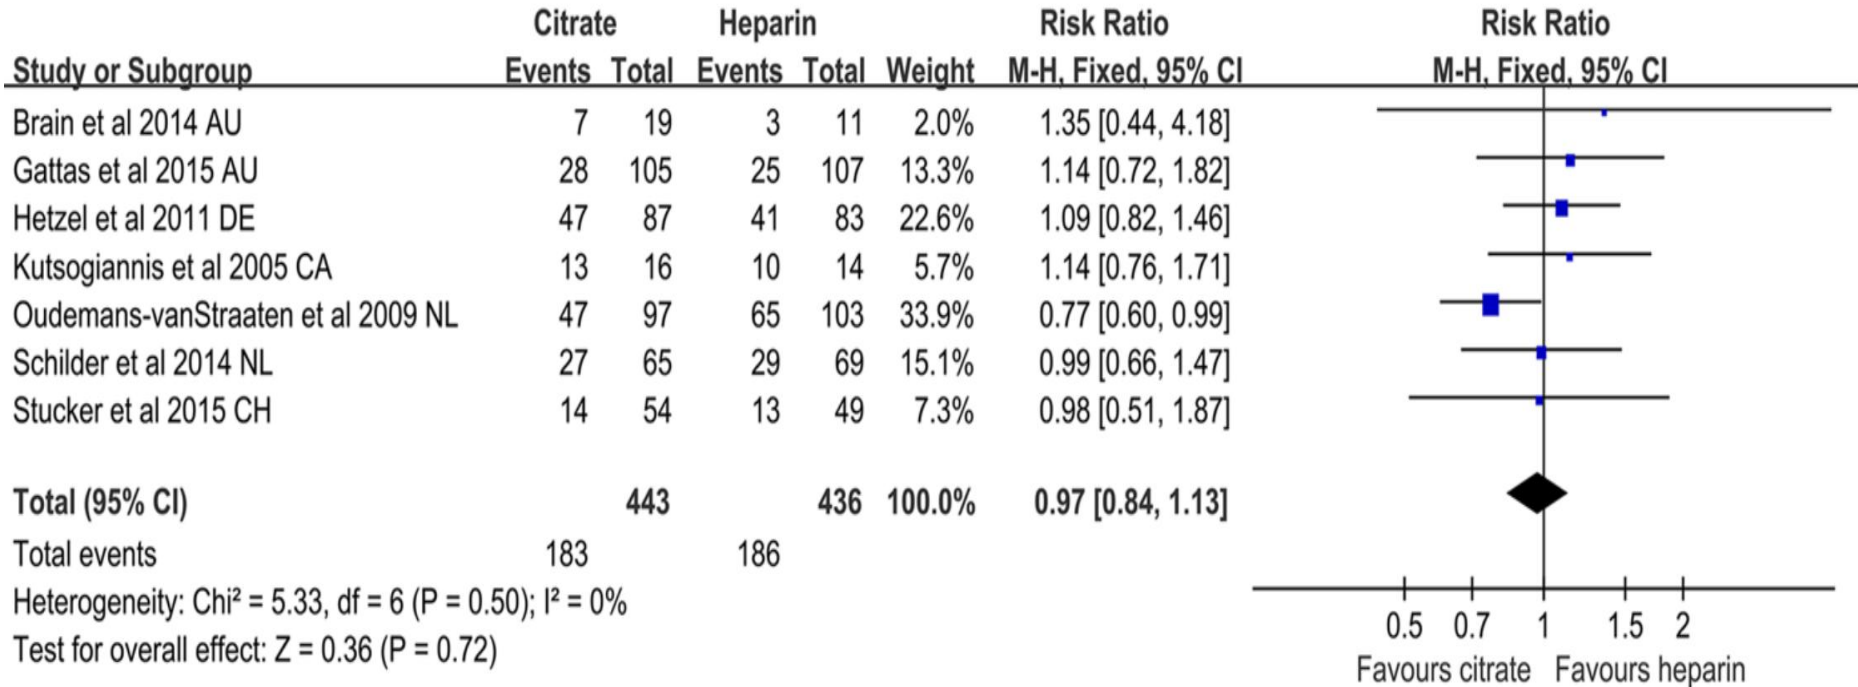 Citrate Heparin Risk Ratio Risk Ratio
Study or Subgroup Events Total Events Total Weight M-H, Fixed, 95% CI M-H, Fixed, 95% CI
Brain et al 2014 AU 7 19 3 11 2.0% 1.35 [0.44, 4.18]
Gattas et al 2015 AU 28 105 25 107 13.3% 1.14 [0.72, 1.82]
Hetzel et al 2011 DE 47 87 41 83 22.6% 1.09 [0.82, 1.46]
Kutsogiannis et al 2005 CA 13 16 10 14 5.7% 1.14 [0.76, 1.71]
Oudemans-vanStraaten et al 2009 NL 47 97 65 103 33.9% 0.77 [0.60, 0.99]
Schilder et al 2014 NL 27 65 29 69 15.1% 0.99 [0.66, 1.47]
Stucker et al 2015 CH 14 54 13 49 7.3% 0.98 [0.51, 1.87]
Total (95% CI) 443 436 100.0% 0.97 [0.84, 1.13]
Total events 183 186
Heterogeneity: Chi² = 5.33, df = 6 (P = 0.50); I² = 0%
Test for overall effect: Z = 0.36 (P = 0.72)
0.5 0.7 1 1.5 2
Favours citrate Favours heparin